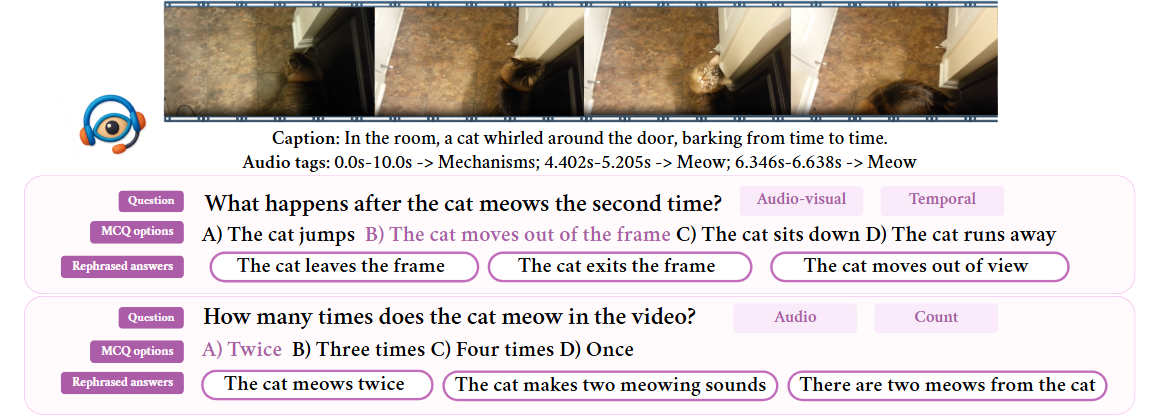 Caption: In the room, a cat whirled around the door, barking from time to time.
Audio tags: 0.0s-10.0s -> Mechanisms; 4.402s-5.205s -> Meow; 6.346s-6.638s -> Meow
Question What happens after the cat meows the second time? Audio-visual Temporal
MCQ options A) The cat jumps B) The cat moves out of the frame C) The cat sits down D) The cat runs away
Rephrased answers The cat leaves the frame The cat exits the frame The cat moves out of view
Question How many times does the cat meow in the video? Audio Count
MCQ options A) Twice B) Three times C) Four times D) Once
Rephrased answers The cat meows twice The cat makes two meowing sounds There are two meows from the cat